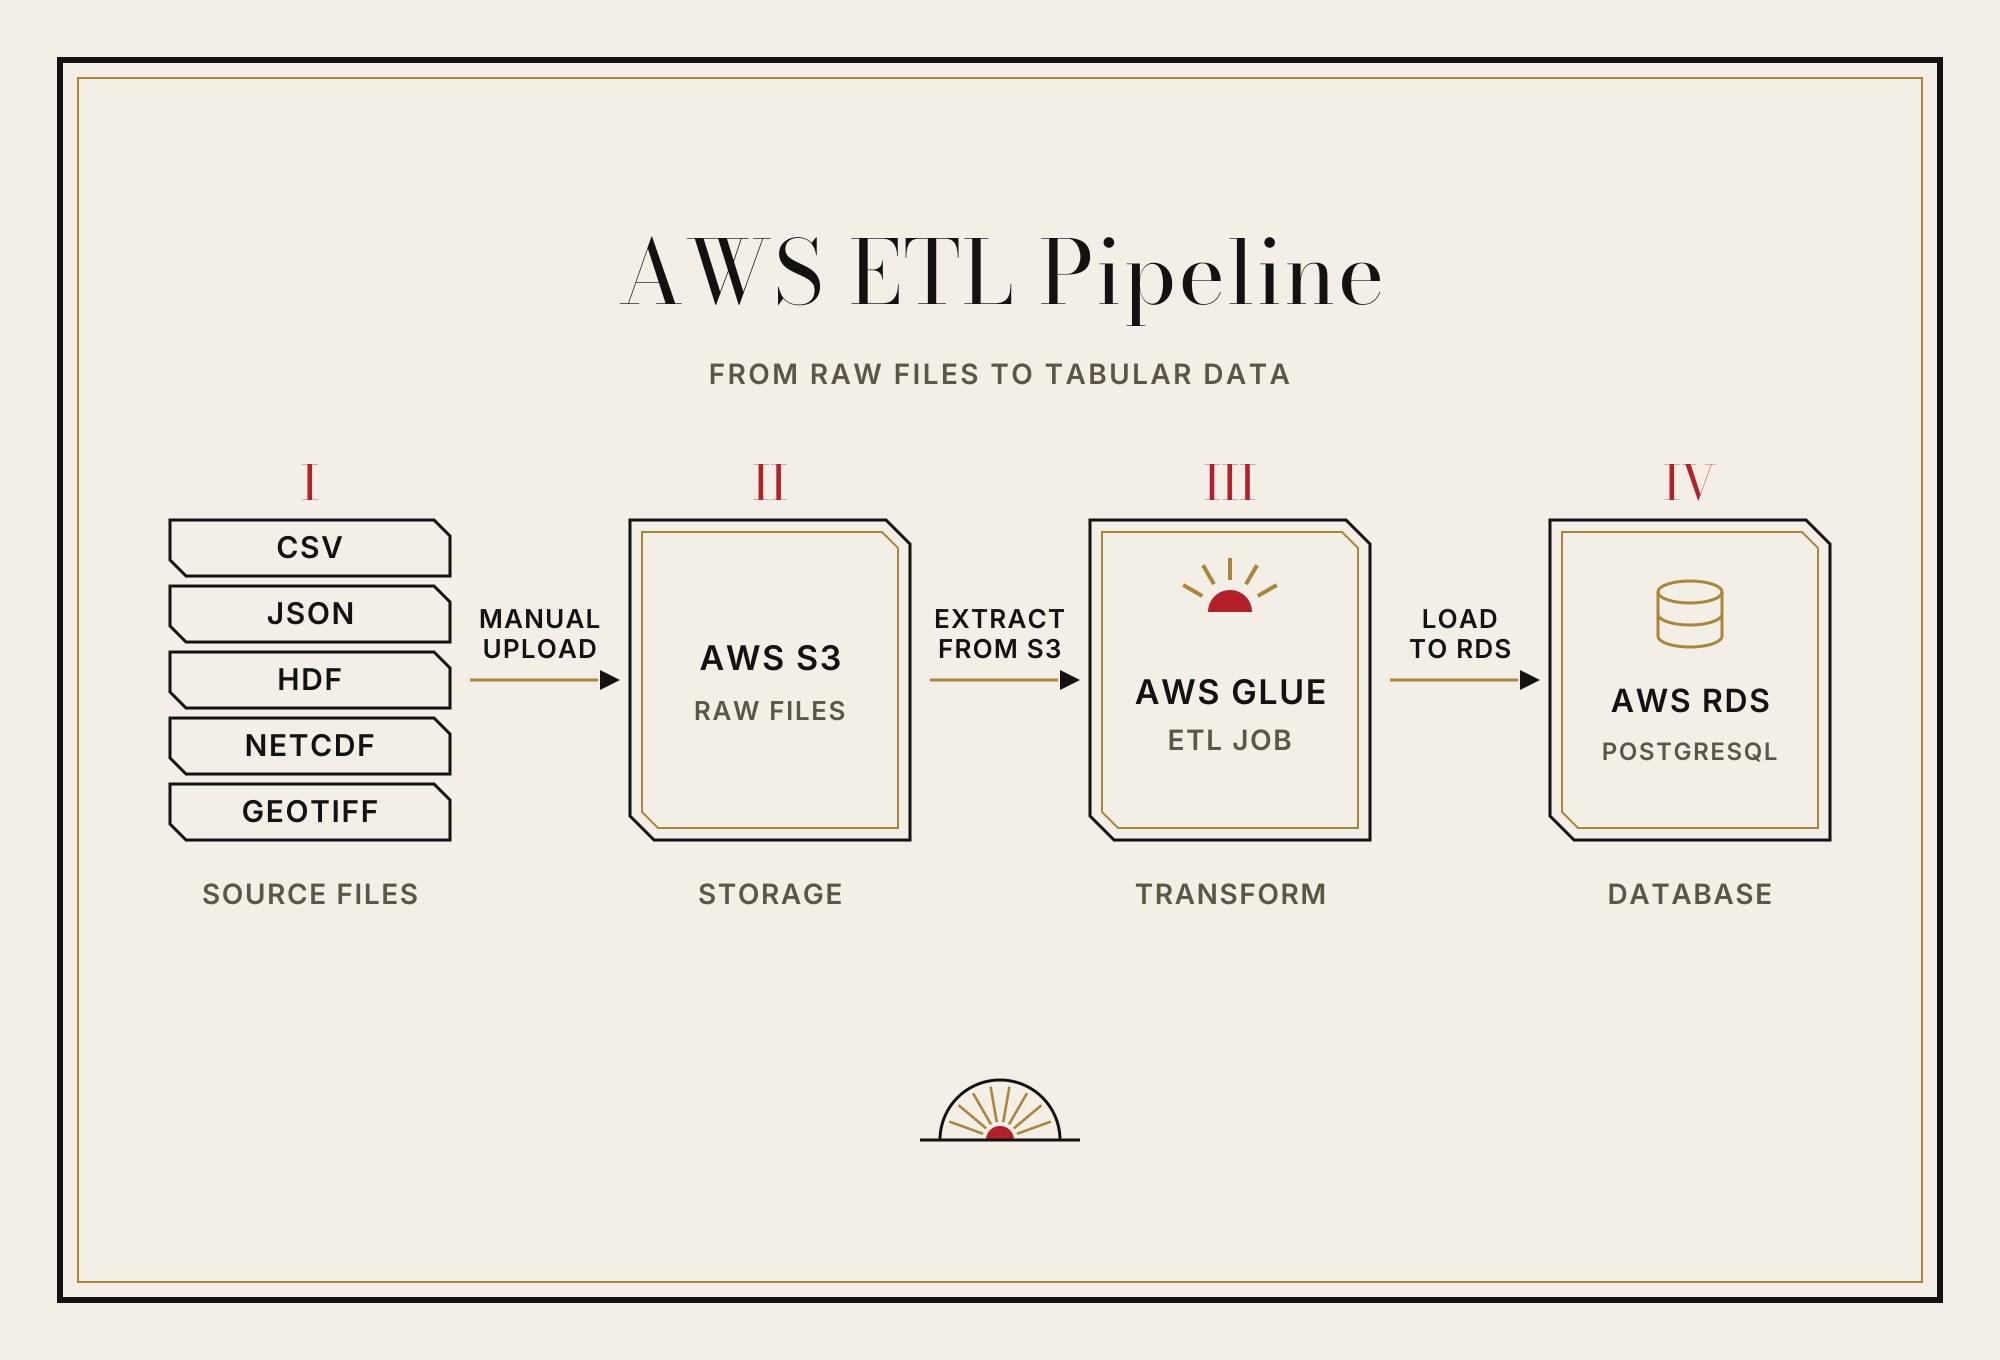 AWS ETL Pipeline
FROM RAW FILES TO TABULAR DATA
I
CSV
JSON
HDF
NETCDF
GEOTIFF
SOURCE FILES
MANUAL
UPLOAD
II
AWS S3
RAW FILES
STORAGE
EXTRACT
FROM S3
III
AWS GLUE
ETL JOB
TRANSFORM
LOAD
TO RDS
IV
AWS RDS
POSTGRESQL
DATABASE